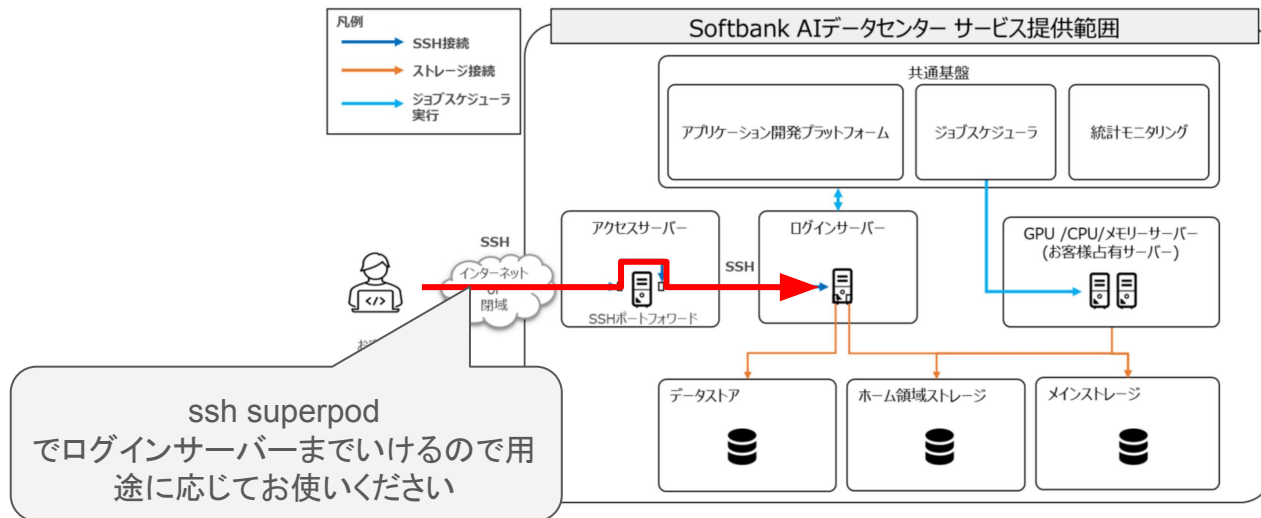 凡例
SSH接続
ストレージ接続
ジョブスケジューラ
実行
Softbank AIデータセンター サービス提供範囲
共通基盤
アプリケーション開発プラットフォーム
ジョブスケジューラ
統計モニタリング
SSH
インターネット
閉域
アクセスサーバー
SSHポートフォワード
SSH
ログインサーバー
GPU /CPU/メモリーサーバー
(お客様占有サーバー)
データストア
ホーム領域ストレージ
メインストレージ
ssh superpod
でログインサーバーまでいけるので用
途に応じてお使いください